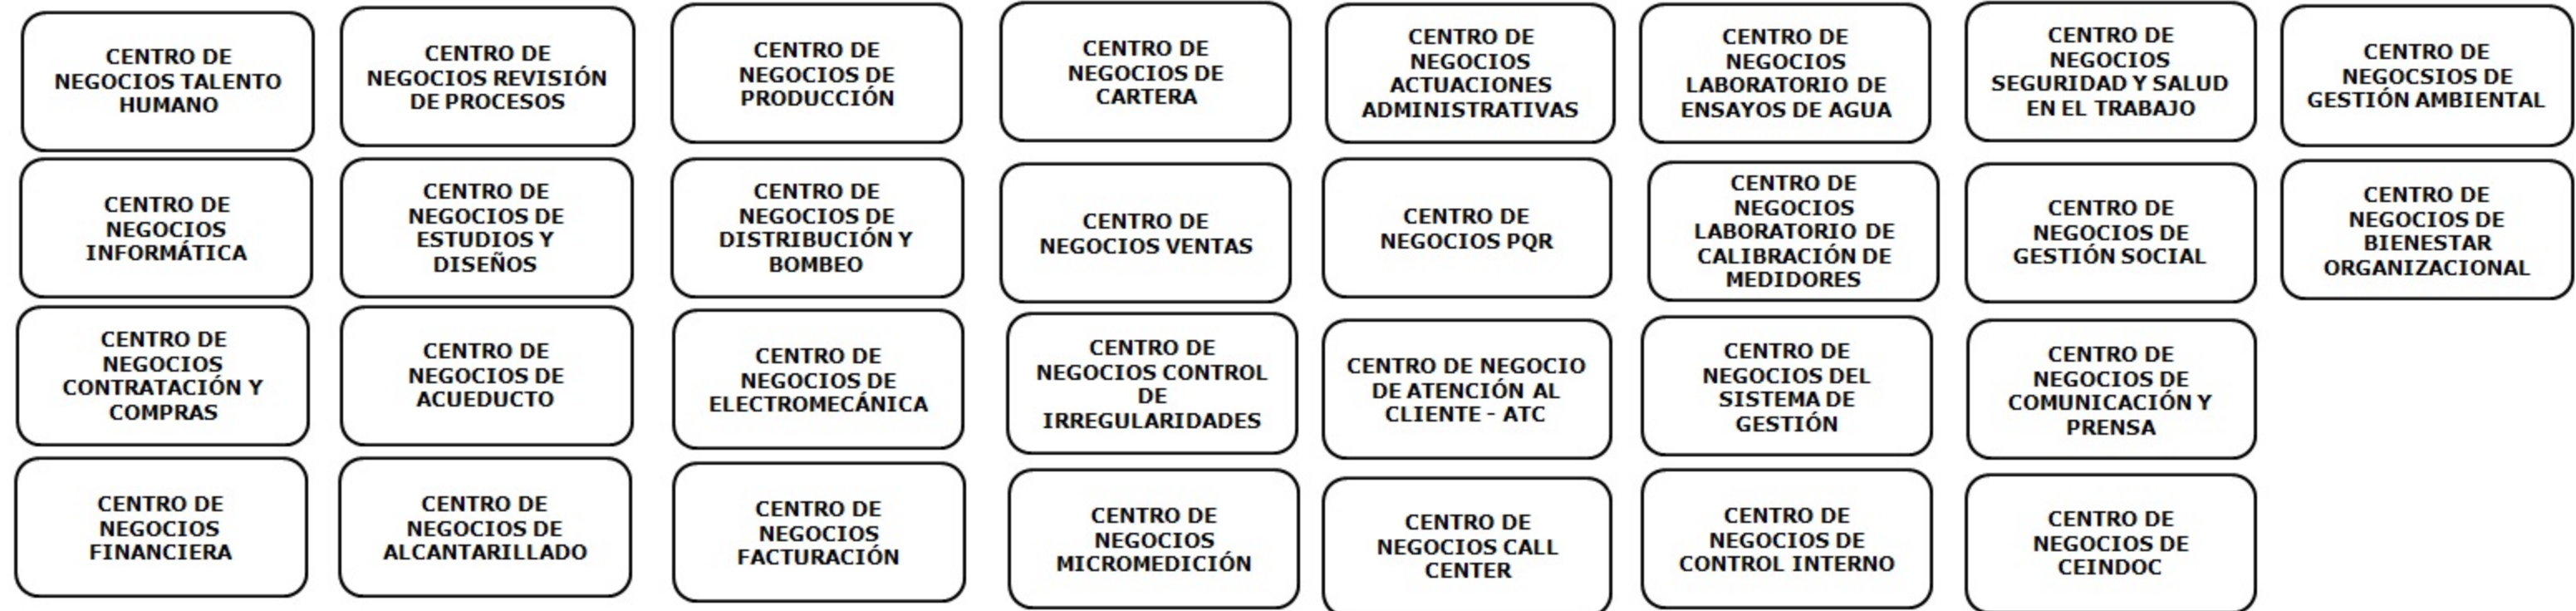 CENTRO DE
NEGOCIOS TALENTO
HUMANO
CENTRO DE
NEGOCIOS REVISIÓN
DE PROCESOS
CENTRO DE
NEGOCIOS DE
PRODUCCIÓN
CENTRO DE
NEGOCIOS DE
CARTERA
CENTRO DE
NEGOCIOS
ACTUACIONES
ADMINISTRATIVAS
CENTRO DE
NEGOCIOS
LABORATORIO DE
ENSAYOS DE AGUA
CENTRO DE
NEGOCIOS
SEGURIDAD Y SALUD
EN EL TRABAJO
CENTRO DE
NEGOCSIOS DE
GESTIÓN AMBIENTAL
CENTRO DE
NEGOCIOS
INFORMÁTICA
CENTRO DE
NEGOCIOS DE
ESTUDIOS Y
DISEÑOS
CENTRO DE
NEGOCIOS DE
DISTRIBUCIÓN Y
BOMBEO
CENTRO DE
NEGOCIOS VENTAS
CENTRO DE
NEGOCIOS PQR
CENTRO DE
NEGOCIOS
LABORATORIO DE
CALIBRACIÓN DE
MEDIDORES
CENTRO DE
NEGOCIOS DE
GESTIÓN SOCIAL
CENTRO DE
NEGOCIOS DE
BIENESTAR
ORGANIZACIONAL
CENTRO DE
NEGOCIOS
CONTRATACIÓN Y
COMPRAS
CENTRO DE
NEGOCIOS DE
ACUEDUCTO
CENTRO DE
NEGOCIOS DE
ELECTROMECÁNICA
CENTRO DE
NEGOCIOS CONTROL
DE
IRREGULARIDADES
CENTRO DE NEGOCIO
DE ATENCIÓN AL
CLIENTE - ATC
CENTRO DE
NEGOCIOS DEL
SISTEMA DE
GESTIÓN
CENTRO DE
NEGOCIOS DE
COMUNICACIÓN Y
PRENSA
CENTRO DE
NEGOCIOS
FINANCIERA
CENTRO DE
NEGOCIOS DE
ALCANTARILLADO
CENTRO DE
NEGOCIOS
FACTURACIÓN
CENTRO DE
NEGOCIOS
MICROMEDICIÓN
CENTRO DE
NEGOCIOS CALL
CENTER
CENTRO DE
NEGOCIOS DE
CONTROL INTERNO
CENTRO DE
NEGOCIOS DE
CEINDOC